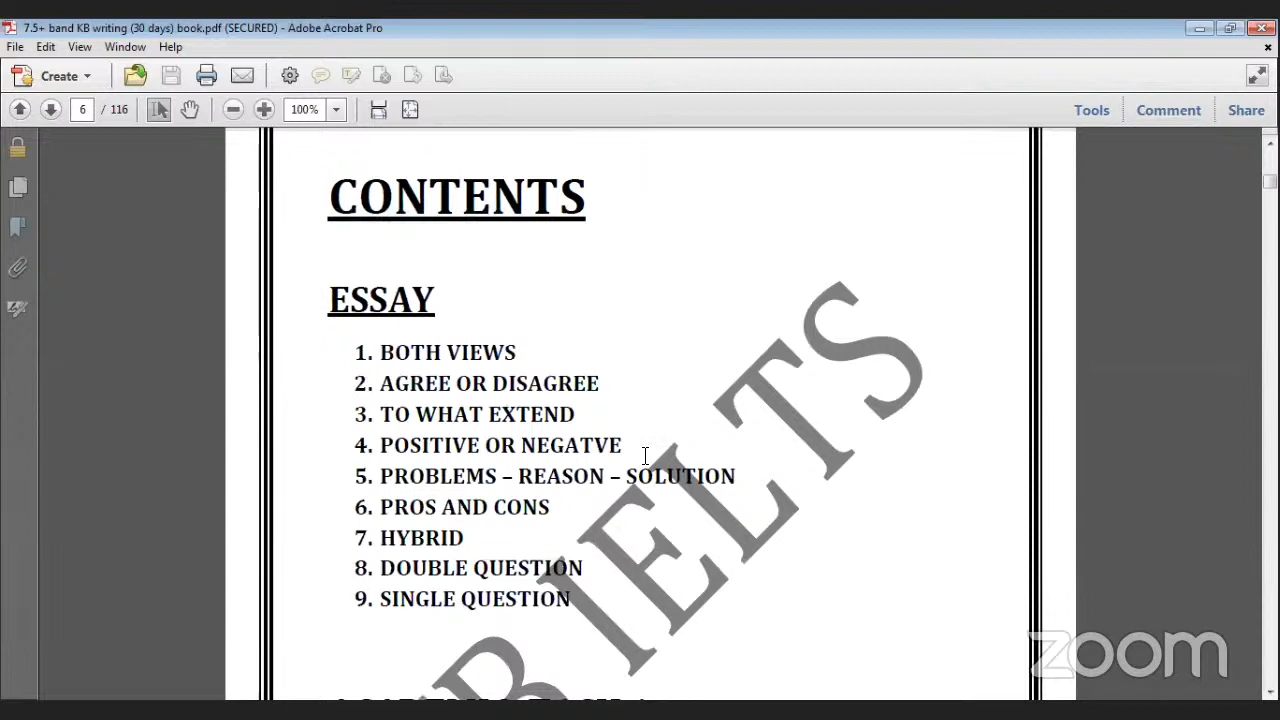 7.5+ band KB writing (30 days) book.pdf (SECURED) - Adobe Acrobat Pro
File Edit View Window Help
Create
6 / 116 100% Tools Comment Share
CONTENTS
ESSAY
1. BOTH VIEWS
2. AGREE OR DISAGREE
3. TO WHAT EXTEND
4. POSITIVE OR NEGATVE
5. PROBLEMS – REASON – SOLUTION
6. PROS AND CONS
7. HYBRID
8. DOUBLE QUESTION
9. SINGLE QUESTION
IELTS
zoom